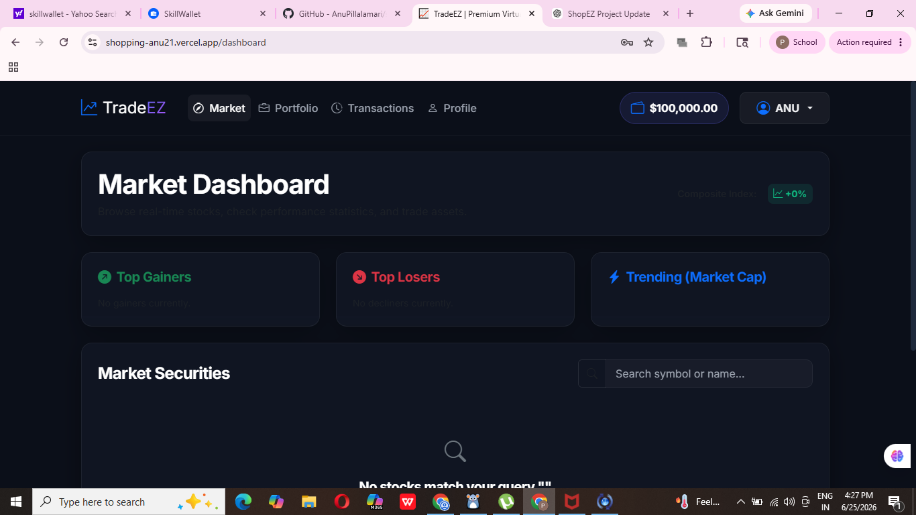 skillwallet - Yahoo Search
SkillWallet
GitHub - AnuPillalamarri
TradeEZ | Premium Virtu
ShopEZ Project Update
Ask Gemini
shopping-anu21.vercel.app/dashboard
School
Action required
TradeEZ
Market
Portfolio
Transactions
Profile
$100,000.00
ANU
Market Dashboard
Browse real-time stocks, check performance statistics, and trade assets.
Composite Index:
+0%
Top Gainers
No gainers currently.
Top Losers
No decliners currently.
Trending (Market Cap)
Market Securities
Search symbol or name...
No stocks match your query ""
Type here to search
Feel...
ENG
IN
4:27 PM
6/25/2026
1